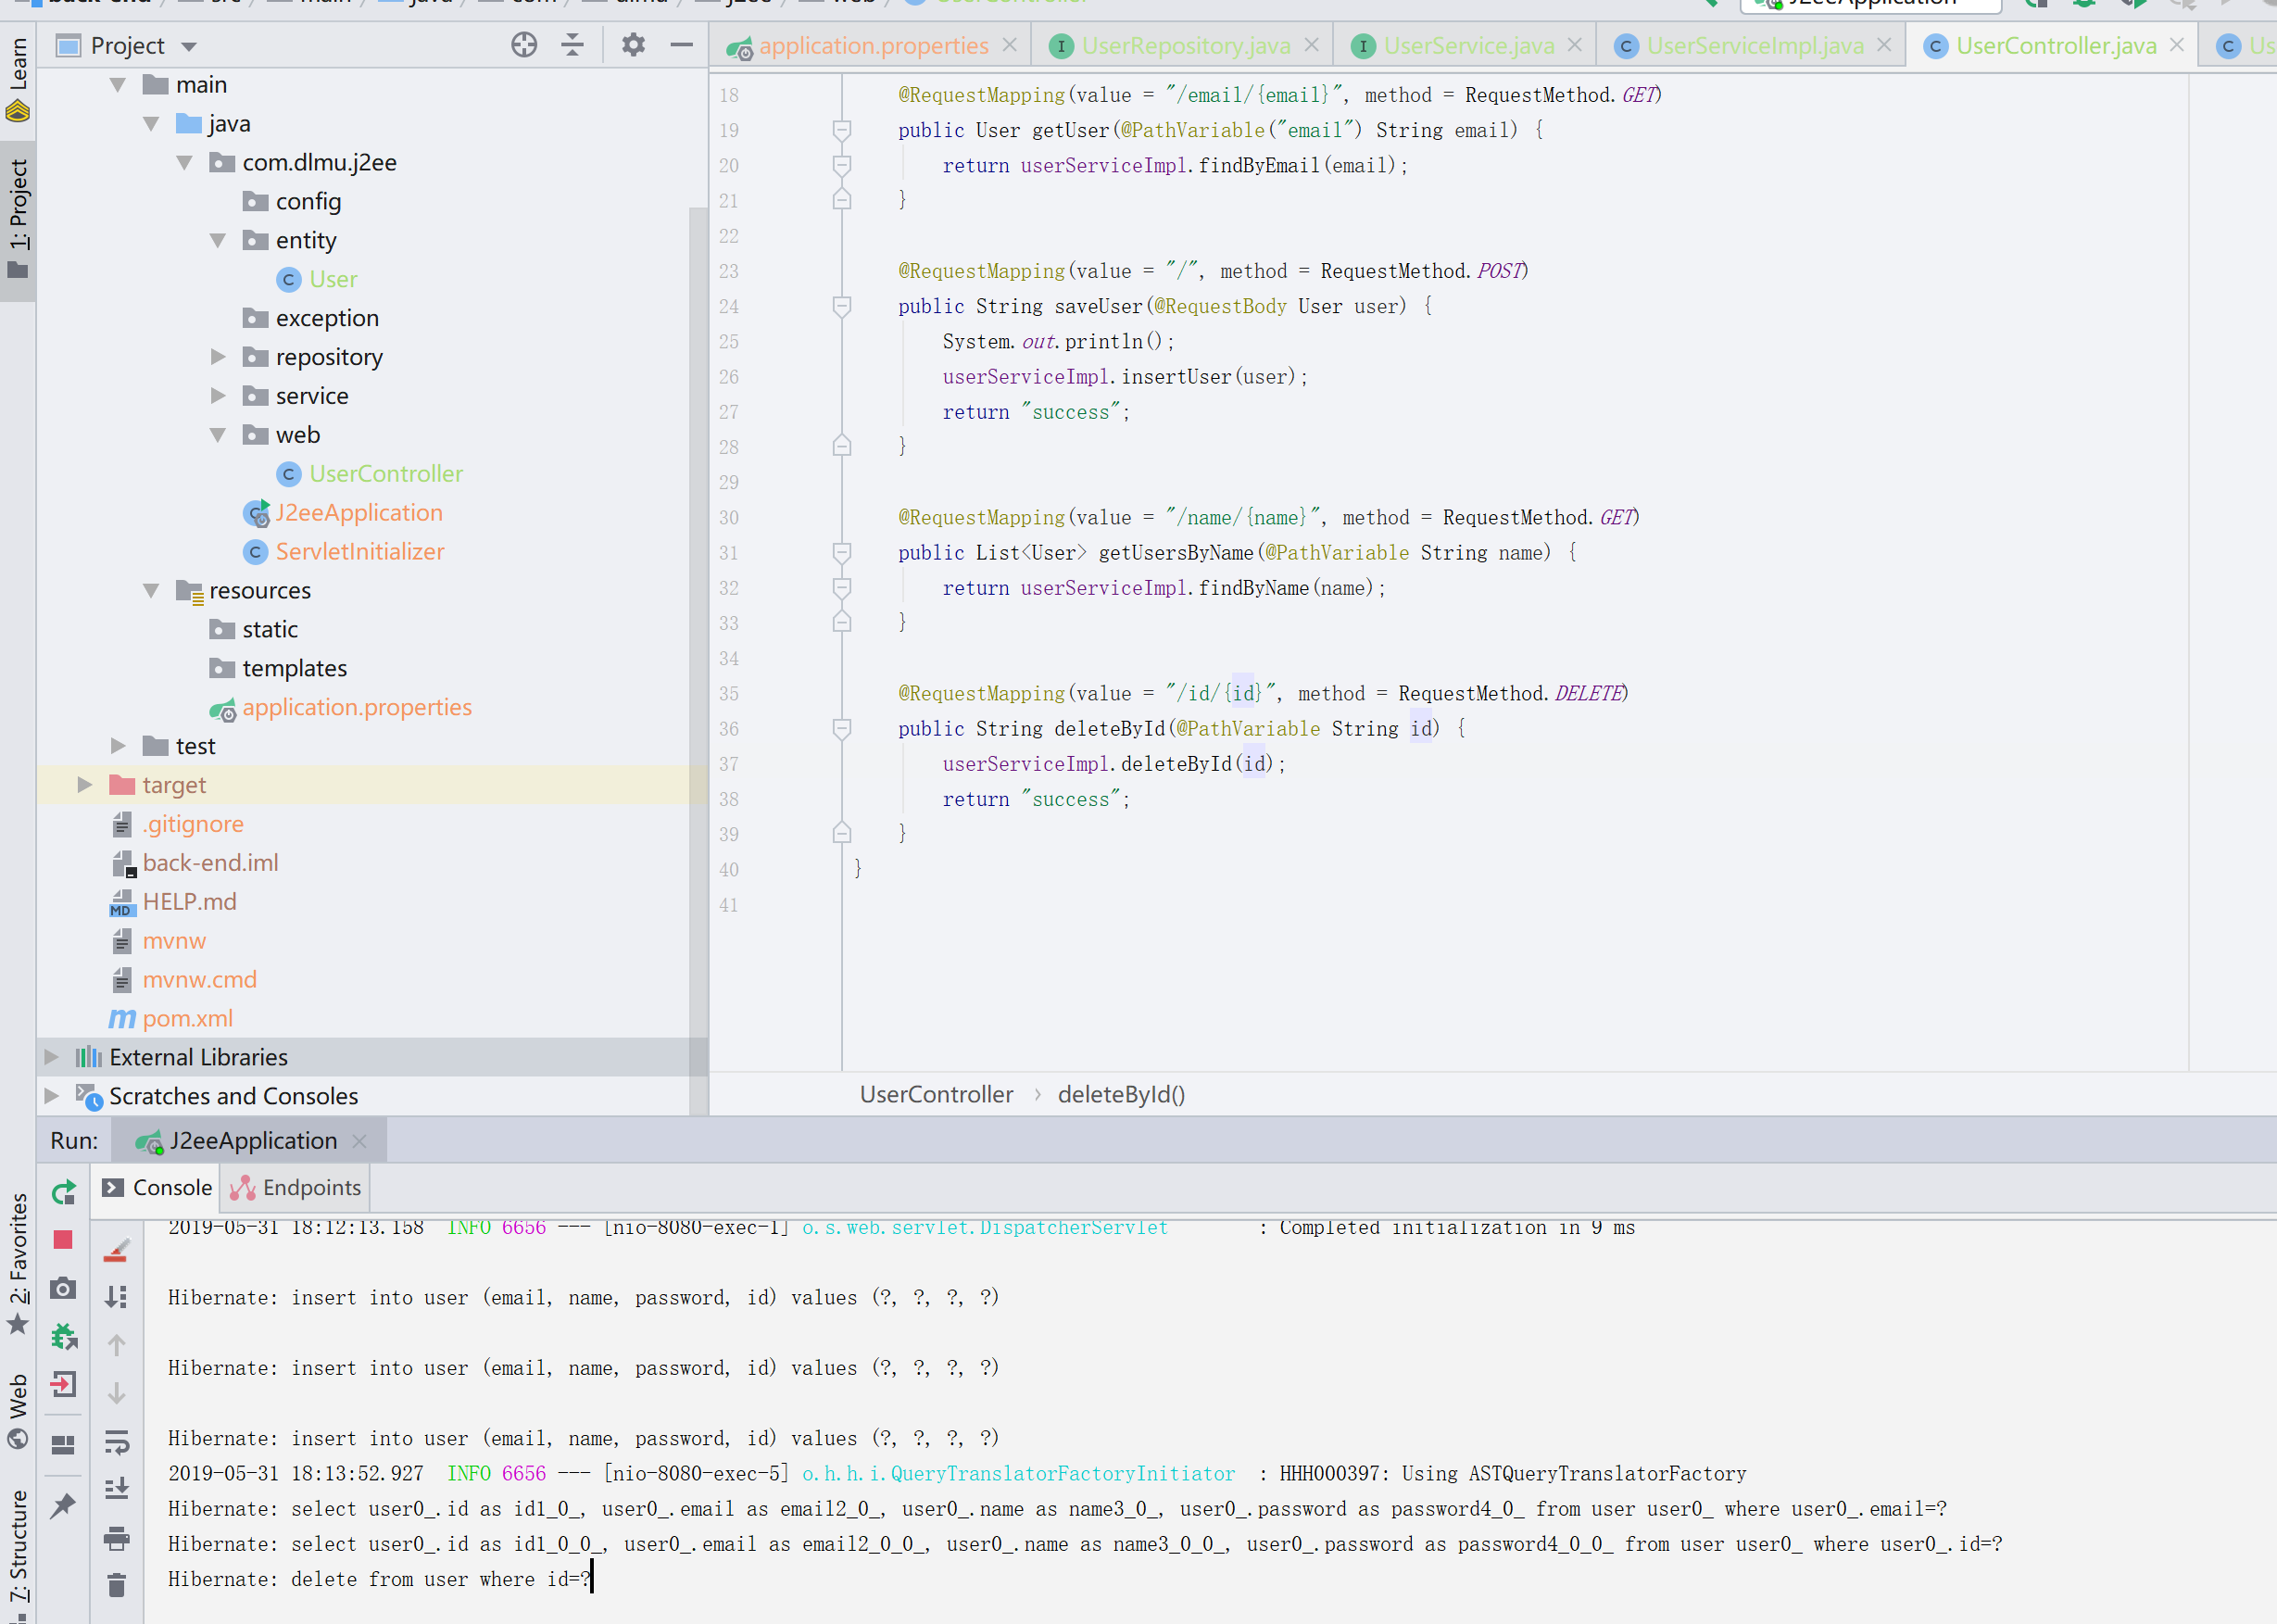 back-end / src / main / java / com / dlmu / j2ee / web / UserController
J2eeApplication
Learn
1: Project
2: Favorites
Web
7: Structure
Project
application.properties
UserRepository.java
UserService.java
UserServiceImpl.java
UserController.java
Us
main
java
com.dlmu.j2ee
config
entity
User
exception
repository
service
web
UserController
J2eeApplication
ServletInitializer
resources
static
templates
application.properties
test
target
.gitignore
back-end.iml
HELP.md
mvnw
mvnw.cmd
pom.xml
External Libraries
Scratches and Consoles
18 @RequestMapping(value = "/email/{email}", method = RequestMethod.GET)
19 public User getUser(@PathVariable("email") String email) {
20 return userServiceImpl.findByEmail(email);
21 }
22
23 @RequestMapping(value = "/", method = RequestMethod.POST)
24 public String saveUser(@RequestBody User user) {
25 System.out.println();
26 userServiceImpl.insertUser(user);
27 return "success";
28 }
29
30 @RequestMapping(value = "/name/{name}", method = RequestMethod.GET)
31 public List<User> getUsersByName(@PathVariable String name) {
32 return userServiceImpl.findByName(name);
33 }
34
35 @RequestMapping(value = "/id/{id}", method = RequestMethod.DELETE)
36 public String deleteById(@PathVariable String id) {
37 userServiceImpl.deleteById(id);
38 return "success";
39 }
40 }
41
UserController › deleteById()
Run: J2eeApplication
Console Endpoints
2019-05-31 18:12:13.158 INFO 6656 --- [nio-8080-exec-1] o.s.web.servlet.DispatcherServlet : Completed initialization in 9 ms
Hibernate: insert into user (email, name, password, id) values (?, ?, ?, ?)
Hibernate: insert into user (email, name, password, id) values (?, ?, ?, ?)
Hibernate: insert into user (email, name, password, id) values (?, ?, ?, ?)
2019-05-31 18:13:52.927 INFO 6656 --- [nio-8080-exec-5] o.h.h.i.QueryTranslatorFactoryInitiator : HHH000397: Using ASTQueryTranslatorFactory
Hibernate: select user0_.id as id1_0_, user0_.email as email2_0_, user0_.name as name3_0_, user0_.password as password4_0_ from user user0_ where user0_.email=?
Hibernate: select user0_.id as id1_0_0_, user0_.email as email2_0_0_, user0_.name as name3_0_0_, user0_.password as password4_0_0_ from user user0_ where user0_.id=?
Hibernate: delete from user where id=?